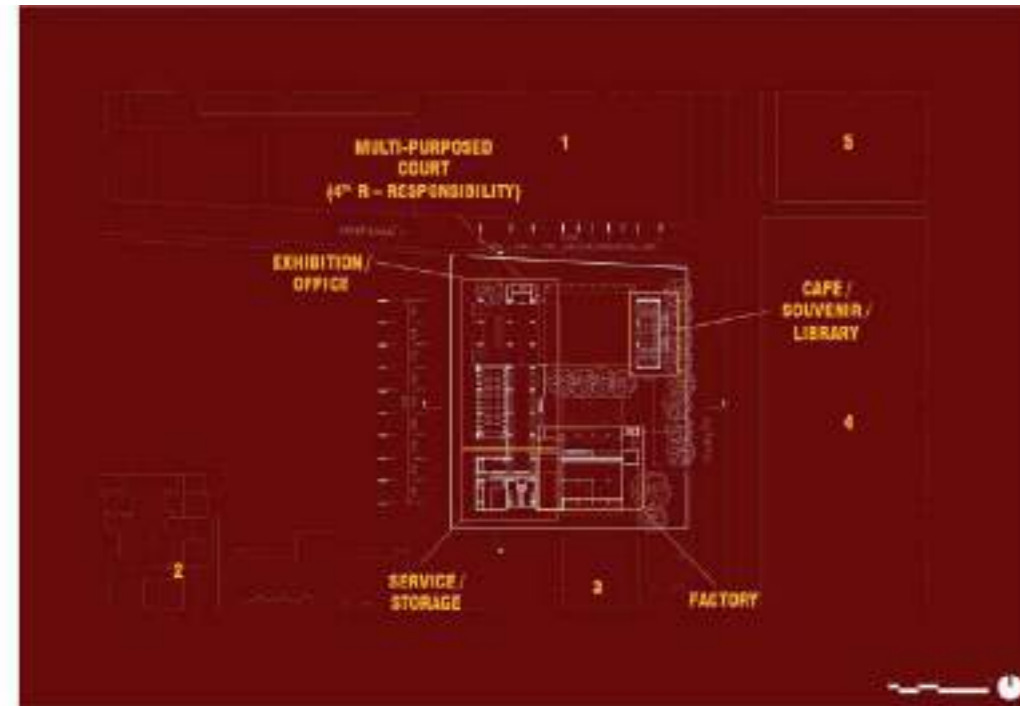 MULTI-PURPOSED
COURT
(4TH R – RESPONSIBILITY)
1
5
EXHIBITION /
OFFICE
CAFE /
SOUVENIR /
LIBRARY
4
2
SERVICE /
STORAGE
3
FACTORY